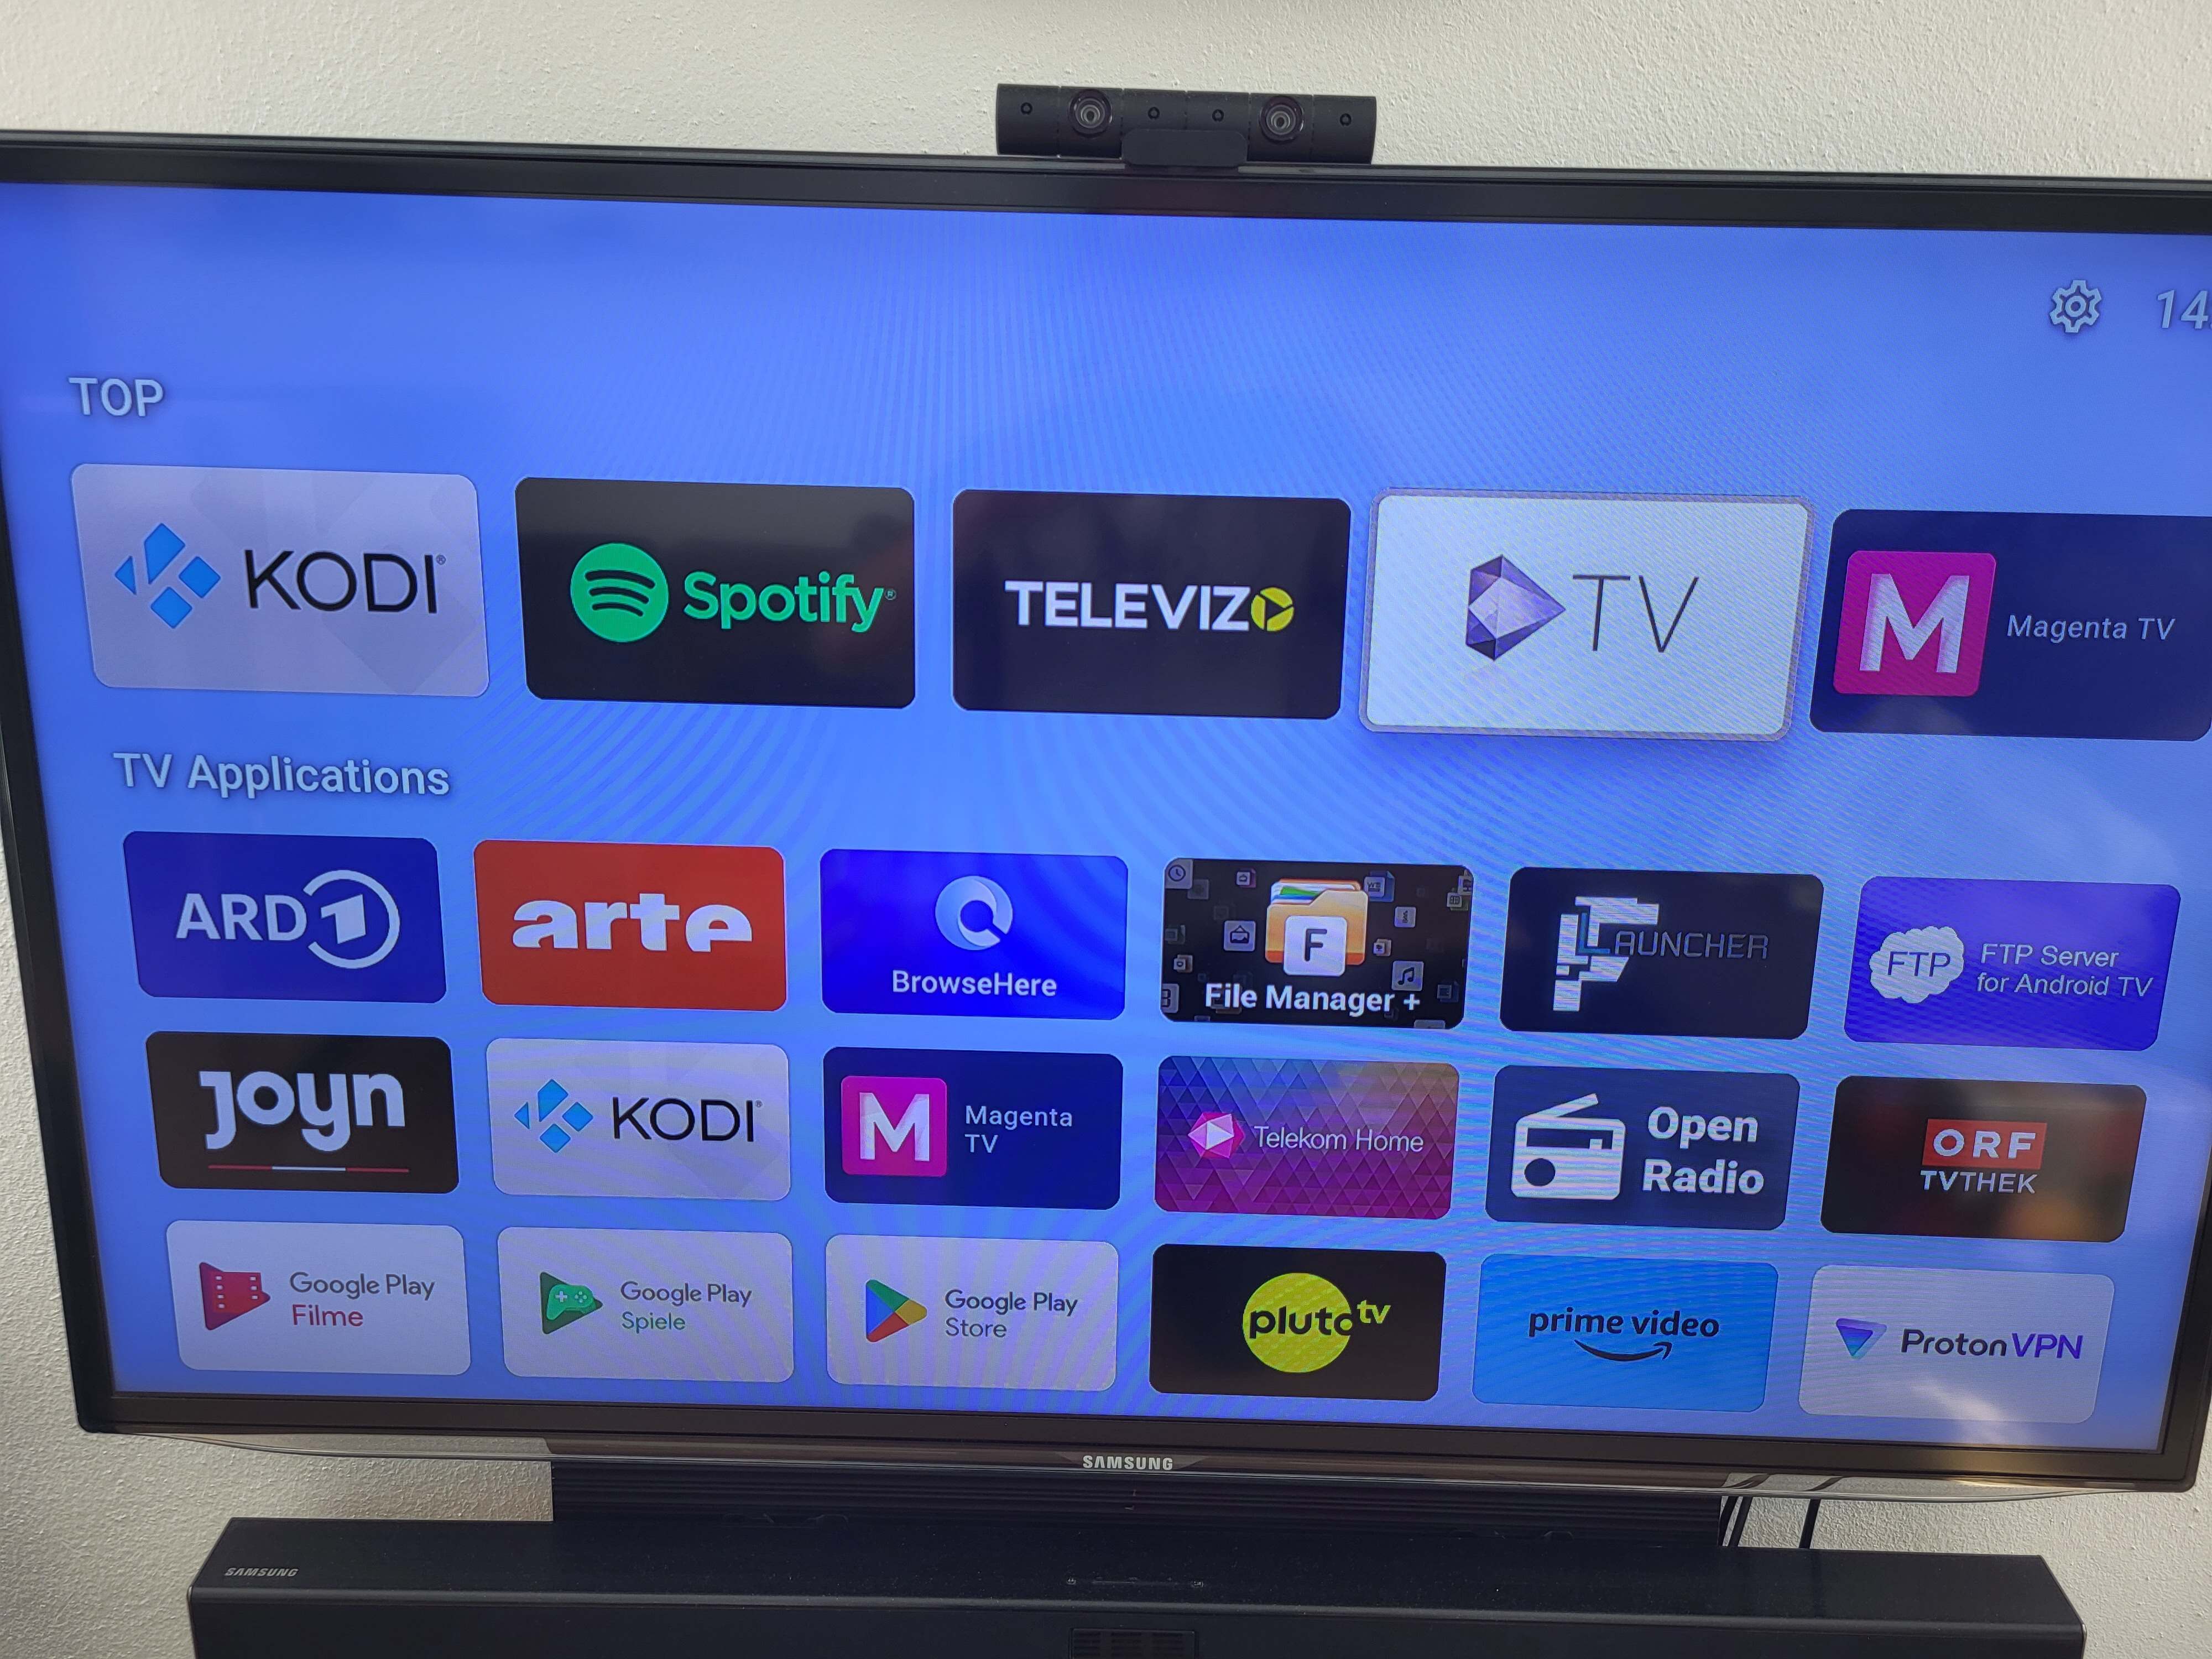 14
TOP
KODI®
Spotify®
TELEVIZO
TV
M
Magenta TV
TV Applications
ARD 1
arte
BrowseHere
F
File Manager +
FLAUNCHER
FTP
FTP Server
for Android TV
joyn
KODI®
M
Magenta
TV
Telekom Home
Open
Radio
ORF
TVTHEK
Google Play
Filme
Google Play
Spiele
Google Play
Store
pluto tv
prime video
ProtonVPN
SAMSUNG
SAMSUNG